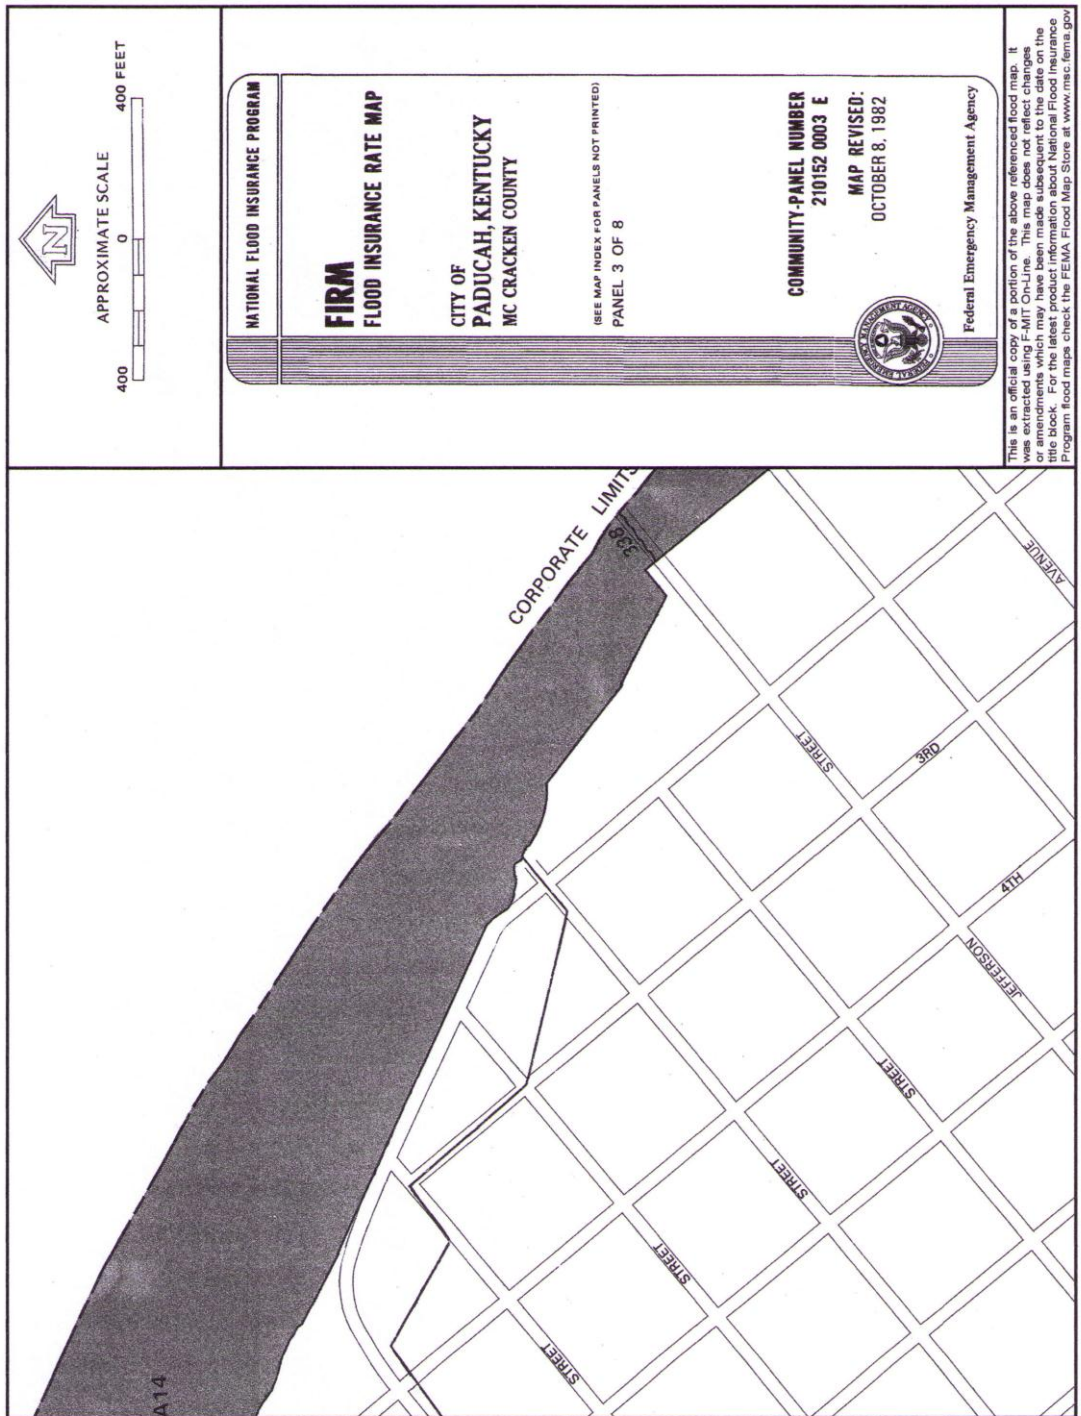 APPROXIMATE SCALE
400 0 400 FEET
NATIONAL FLOOD INSURANCE PROGRAM
FIRM
FLOOD INSURANCE RATE MAP
CITY OF
PADUCAH, KENTUCKY
MC CRACKEN COUNTY
(SEE MAP INDEX FOR PANELS NOT PRINTED)
PANEL 3 OF 8
COMMUNITY-PANEL NUMBER
210152 0003 E
MAP REVISED:
OCTOBER 8, 1982
FEDERAL EMERGENCY MANAGEMENT AGENCY
Federal Emergency Management Agency
This is an official copy of a portion of the above referenced flood map. It
was extracted using F-MIT On-Line. This map does not reflect changes
or amendments which may have been made subsequent to the date on the
title block. For the latest product information about National Flood Insurance
Program flood maps check the FEMA Flood Map Store at www.msc.fema.gov
N
CORPORATE LIMITS
338
A14
STREET
3RD
AVENUE
4TH
JEFFERSON
STREET
STREET
STREET
STREET